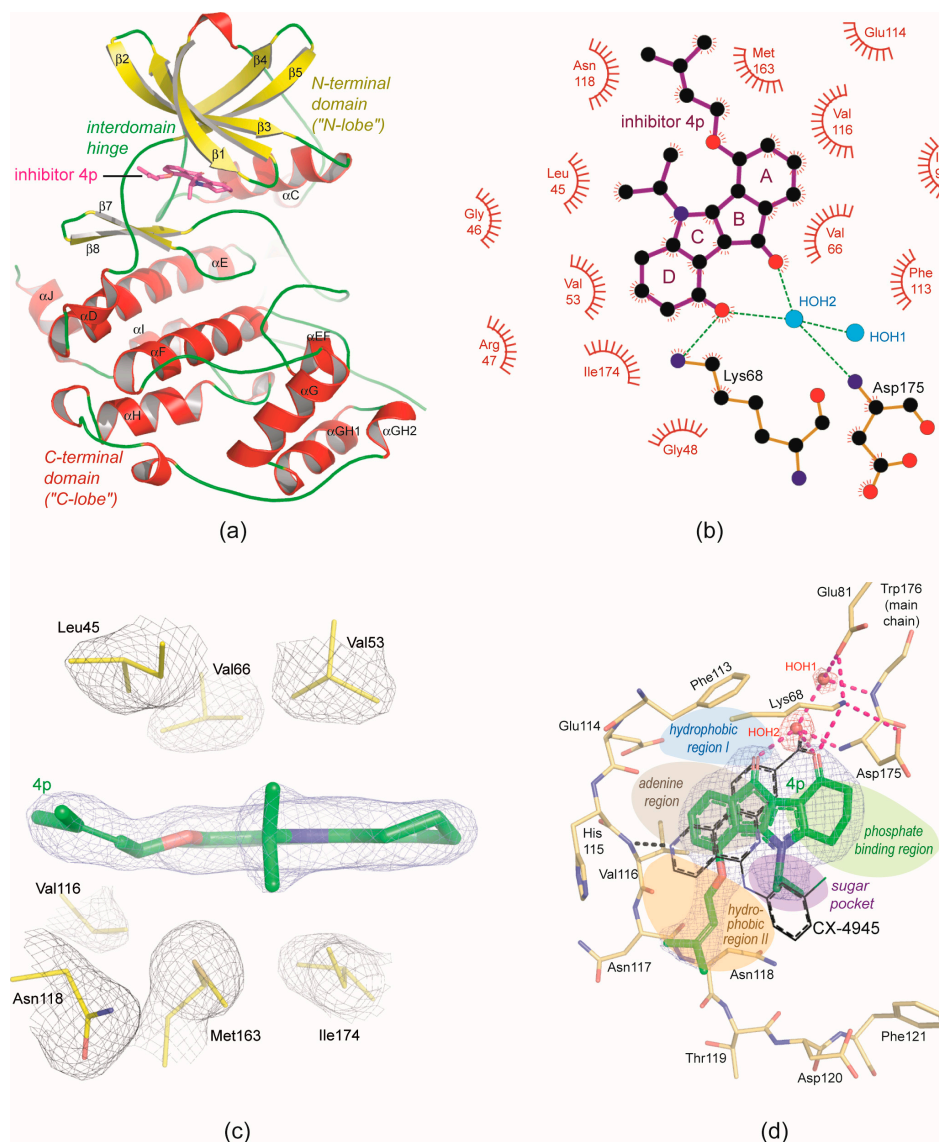 β2
β4
β5
N-terminal
domain
("N-lobe")
interdomain
hinge
β3
β1
inhibitor 4p
αC
β7
β8
αE
αJ
αD
αI
αF
αEF
αG
αH
αGH1
αGH2
C-terminal
domain
("C-lobe")
(a)
Glu114
Asn
118
Met
163
Val
116
inhibitor 4p
A
Leu
45
B
Gly
46
C
Val
66
D
Val
53
Phe
113
HOH2
HOH1
Arg
47
Ile174
Lys68
Asp175
Gly48
(b)
Leu45
Val66
Val53
4p
Val116
Asn118
Met163
Ile174
(c)
Glu81
Trp176
(main
chain)
HOH1
Phe113
Lys68
Glu114
HOH2
hydrophobic
region I
4p
Asp175
adenine
region
phosphate
binding region
His
115
Val116
sugar
pocket
hydro-
phobic
region II
CX-4945
Asn117
Asn118
Thr119
Asp120
Phe121
(d)